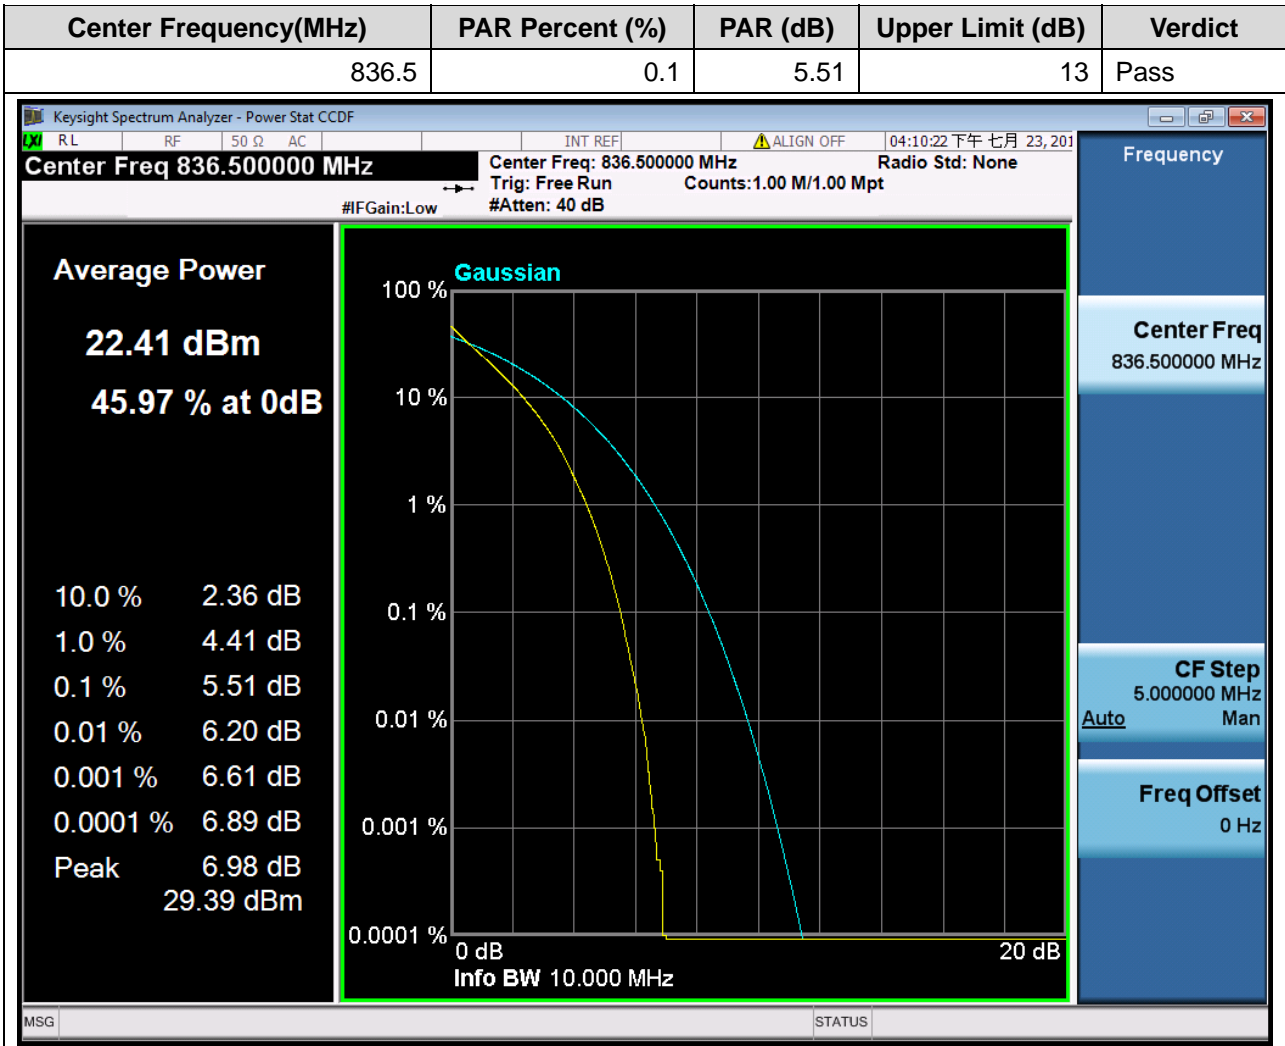 Center Frequency(MHz) PAR Percent (%) PAR (dB) Upper Limit (dB) Verdict
836.5 0.1 5.51 13 Pass
Keysight Spectrum Analyzer - Power Stat CCDF
LXI RL RF 50 Ω AC INT REF ALIGN OFF 04:10:22 下午 七月 23, 201
Center Freq 836.500000 MHz
Center Freq: 836.500000 MHz Radio Std: None
Trig: Free Run Counts:1.00 M/1.00 Mpt
#IFGain:Low #Atten: 40 dB
Frequency
Average Power
22.41 dBm
45.97 % at 0dB
10.0 % 2.36 dB
1.0 % 4.41 dB
0.1 % 5.51 dB
0.01 % 6.20 dB
0.001 % 6.61 dB
0.0001 % 6.89 dB
Peak 6.98 dB
29.39 dBm
Gaussian
100 %
10 %
1 %
0.1 %
0.01 %
0.001 %
0.0001 %
0 dB 20 dB
Info BW 10.000 MHz
Center Freq
836.500000 MHz
CF Step
5.000000 MHz
Auto Man
Freq Offset
0 Hz
MSG STATUS